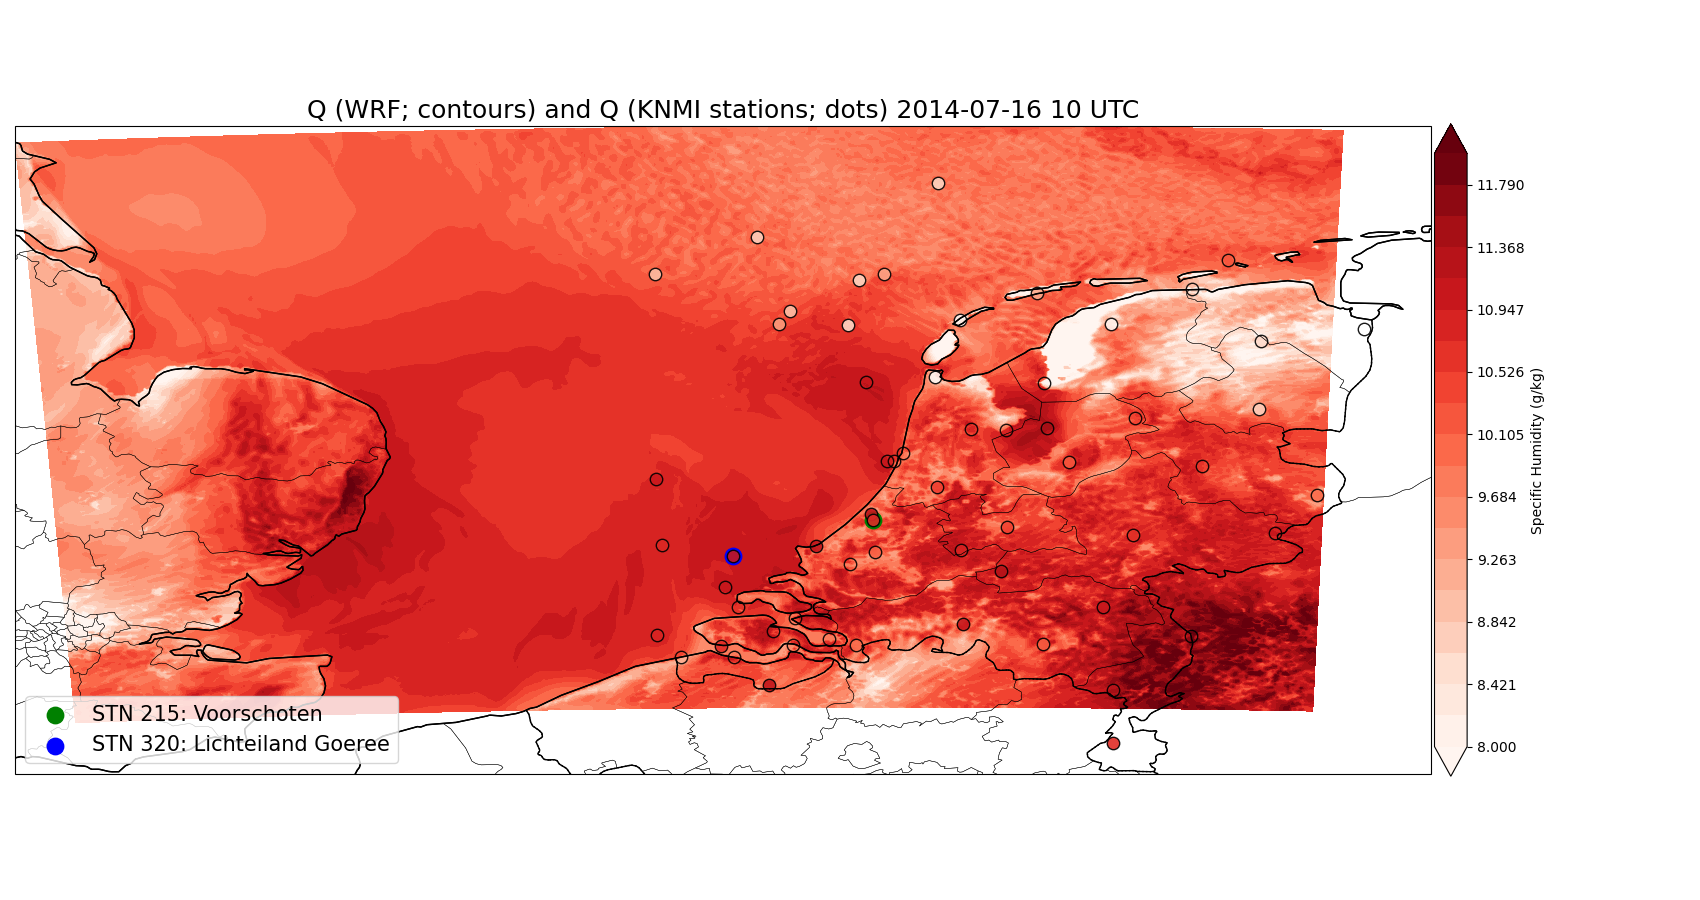 Q (WRF; contours) and Q (KNMI stations; dots) 2014-07-16 10 UTC
11.790
11.368
10.947
10.526
10.105
9.684
9.263
8.842
8.421
8.000
Specific Humidity (g/kg)
STN 215: Voorschoten
STN 320: Lichteiland Goeree